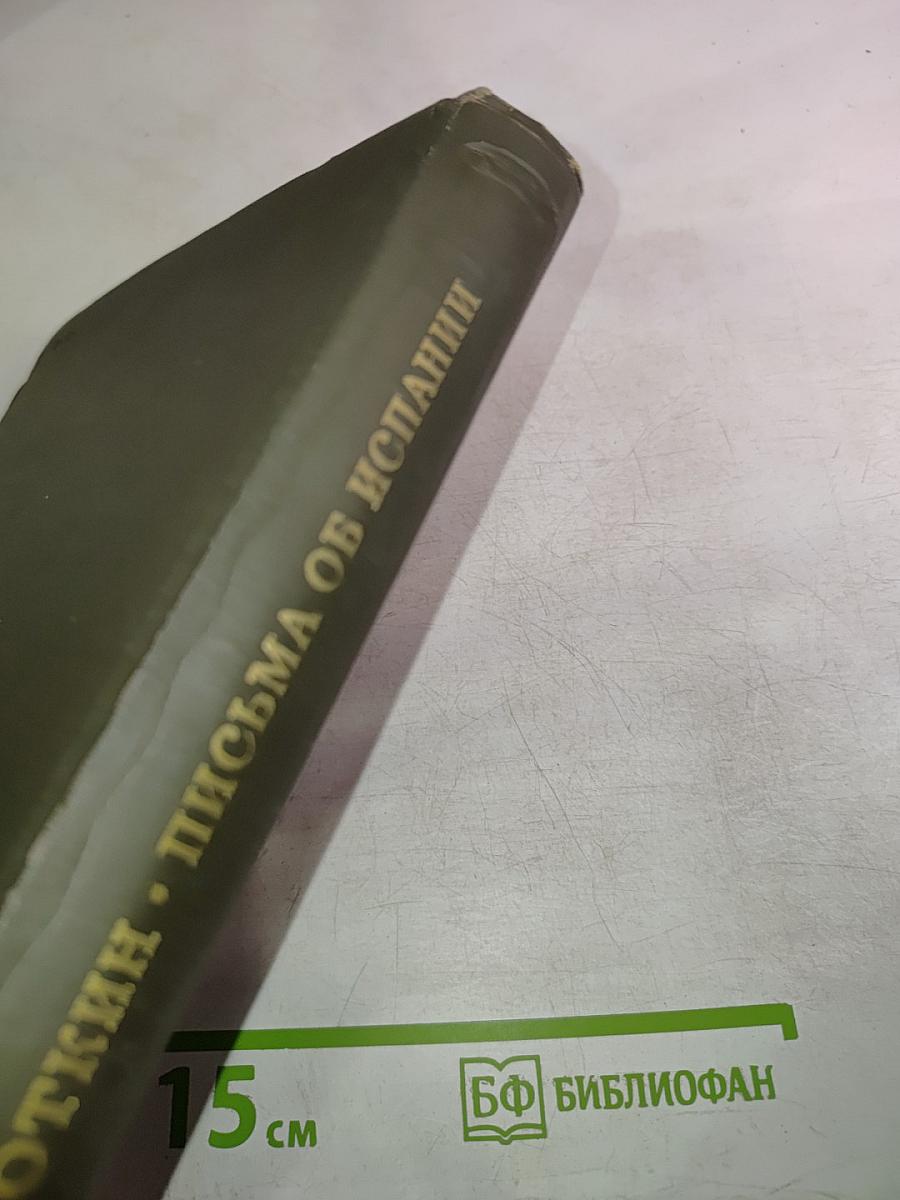 ОТКИН · ПИСЬМА ОБ ИСПАНИИ
15 см
БФ БИБЛИОФАН